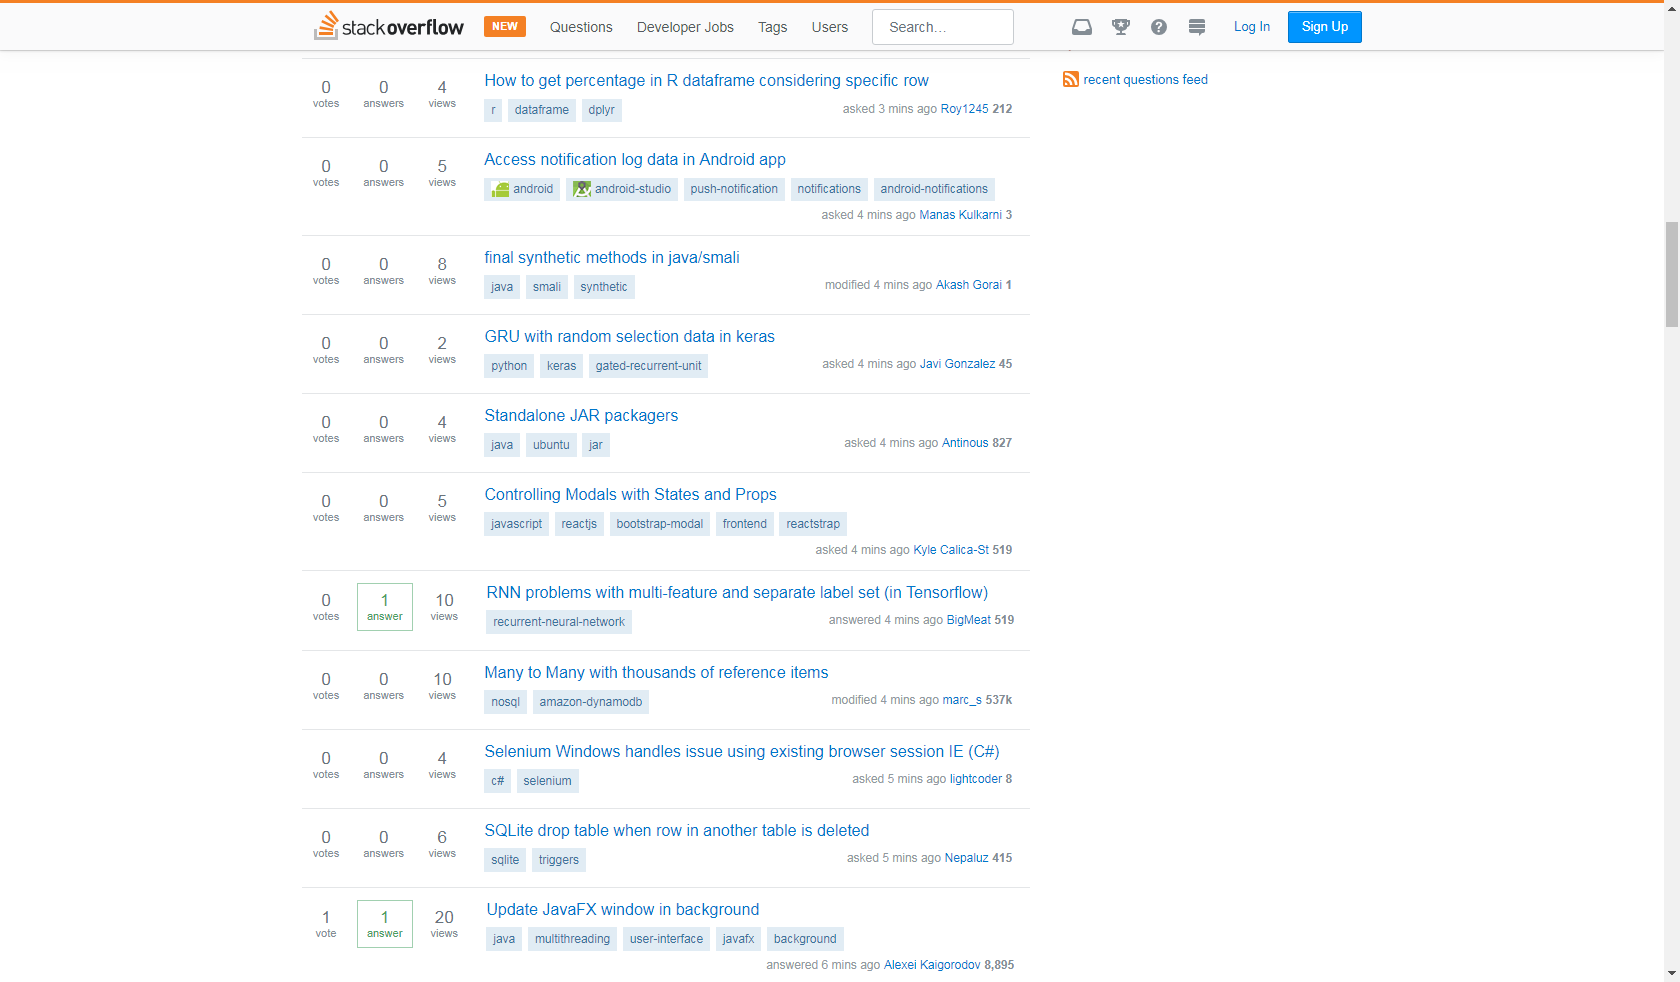 stackoverflow NEW Questions Developer Jobs Tags Users Search... Log In Sign Up
recent questions feed
0 votes 0 answers 4 views
How to get percentage in R dataframe considering specific row
r dataframe dplyr
asked 3 mins ago Roy1245 212
0 votes 0 answers 5 views
Access notification log data in Android app
android android-studio push-notification notifications android-notifications
asked 4 mins ago Manas Kulkarni 3
0 votes 0 answers 8 views
final synthetic methods in java/smali
java smali synthetic
modified 4 mins ago Akash Gorai 1
0 votes 0 answers 2 views
GRU with random selection data in keras
python keras gated-recurrent-unit
asked 4 mins ago Javi Gonzalez 45
0 votes 0 answers 4 views
Standalone JAR packagers
java ubuntu jar
asked 4 mins ago Antinous 827
0 votes 0 answers 5 views
Controlling Modals with States and Props
javascript reactjs bootstrap-modal frontend reactstrap
asked 4 mins ago Kyle Calica-St 519
0 votes 1 answer 10 views
RNN problems with multi-feature and separate label set (in Tensorflow)
recurrent-neural-network
answered 4 mins ago BigMeat 519
0 votes 0 answers 10 views
Many to Many with thousands of reference items
nosql amazon-dynamodb
modified 4 mins ago marc_s 537k
0 votes 0 answers 4 views
Selenium Windows handles issue using existing browser session IE (C#)
c# selenium
asked 5 mins ago lightcoder 8
0 votes 0 answers 6 views
SQLite drop table when row in another table is deleted
sqlite triggers
asked 5 mins ago Nepaluz 415
1 vote 1 answer 20 views
Update JavaFX window in background
java multithreading user-interface javafx background
answered 6 mins ago Alexei Kaigorodov 8,895